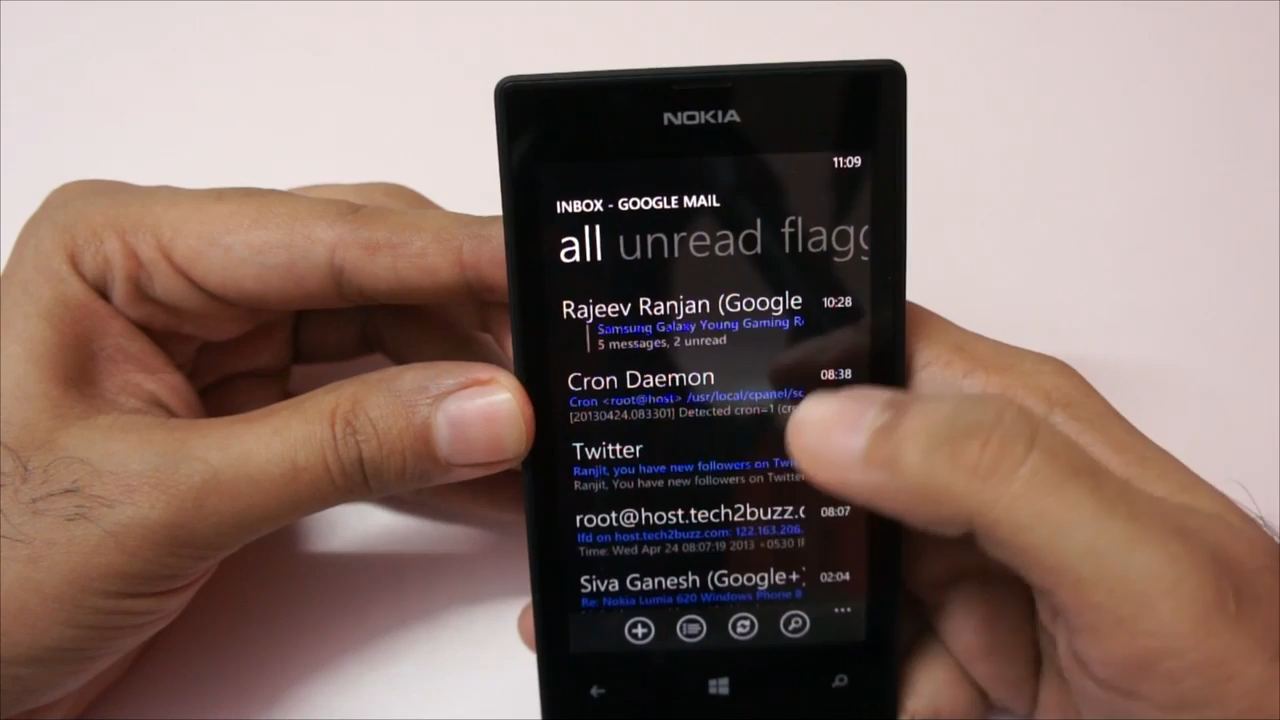 NOKIA
11:09
INBOX - GOOGLE MAIL
all unread flagg
Rajeev Ranjan (Google 10:28
Samsung Galaxy Young Gaming Re
5 messages, 2 unread
Cron Daemon 08:38
Cron <root@host> /usr/local/cpanel/sc
[20130424.083301] Detected cron=1 (cro
Twitter
Ranjit, you have new followers on Twit
Ranjit, You have new followers on Twitter
root@host.tech2buzz.c 08:07
lfd on host.tech2buzz.com: 122.163.206.
Time: Wed Apr 24 08:07:19 2013 +0530 IP
Siva Ganesh (Google+) 02:04
Re: Nokia Lumia 620 Windows Phone 8